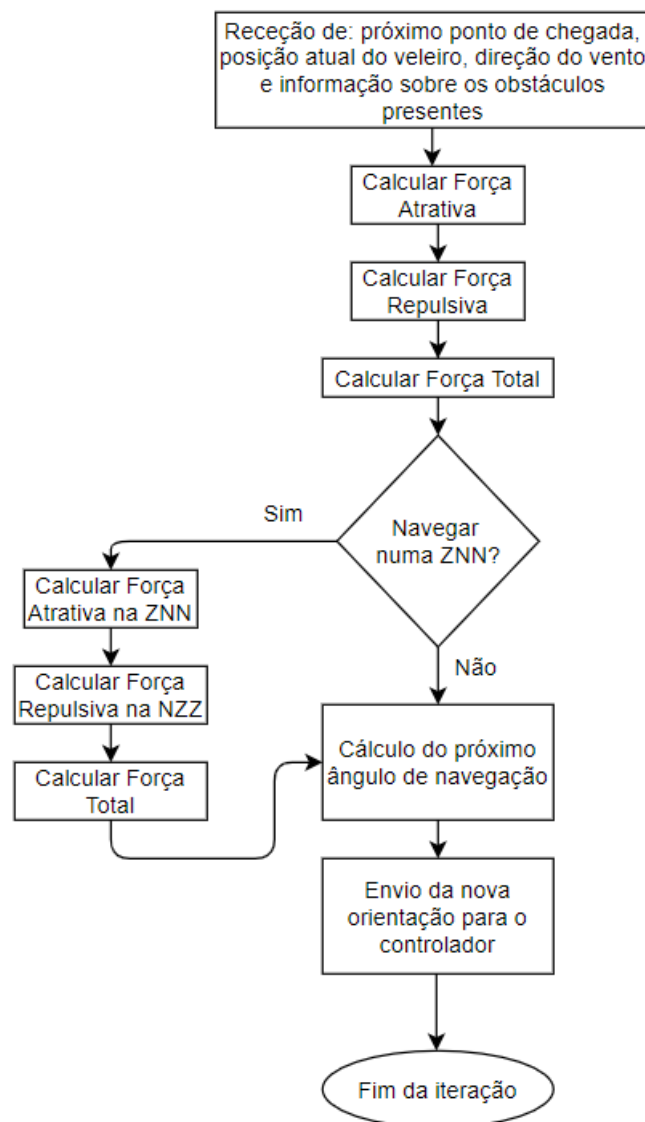 Receção de: próximo ponto de chegada,
posição atual do veleiro, direção do vento
e informação sobre os obstáculos
presentes
Calcular Força
Atrativa
Calcular Força
Repulsiva
Calcular Força Total
Navegar
numa ZNN?
Sim
Calcular Força
Atrativa na ZNN
Calcular Força
Repulsiva na NZZ
Calcular Força
Total
Não
Cálculo do próximo
ângulo de navegação
Envio da nova
orientação para o
controlador
Fim da iteração